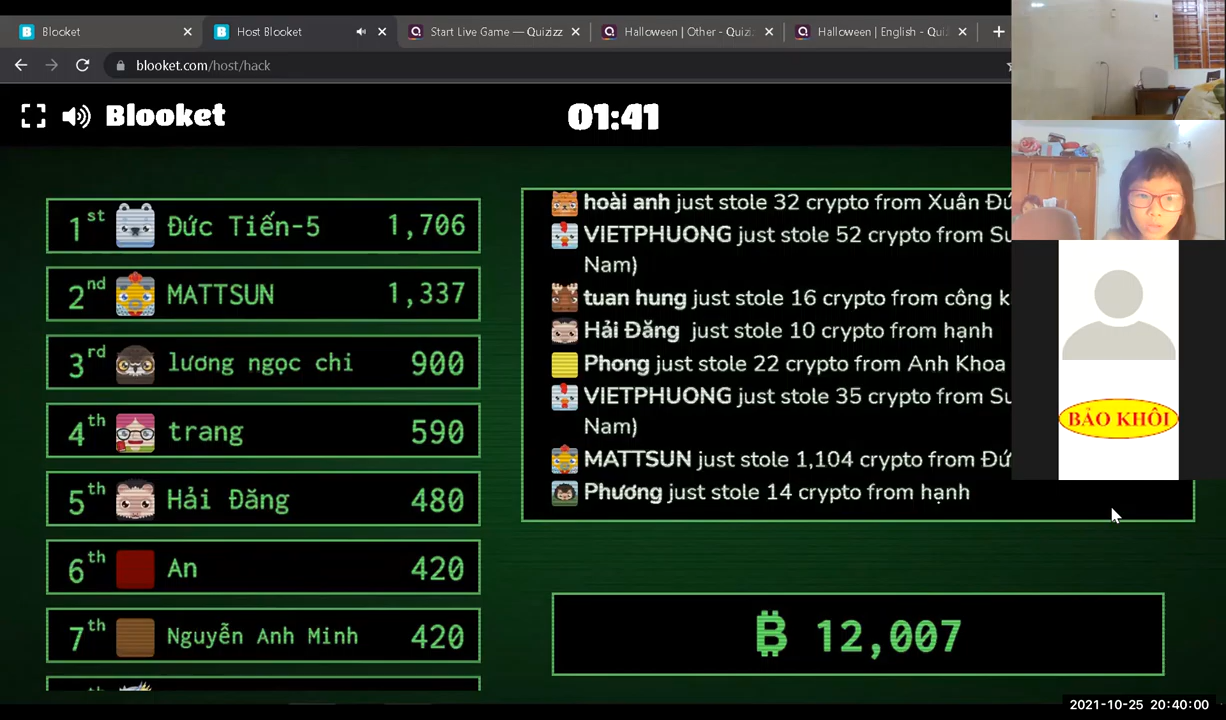 Blooket
Host Blooket
Start Live Game — Quizizz
Halloween | Other - Quiziz
Halloween | English - Qui
blooket.com/host/hack
Blooket
01:41
1st Đức Tiến-5 1,706
2nd MATTSUN 1,337
3rd lương ngọc chi 900
4th trang 590
5th Hải Đăng 480
6th An 420
7th Nguyễn Anh Minh 420
hoài anh just stole 32 crypto from Xuân Đứ
VIETPHUONG just stole 52 crypto from Su
Nam)
tuan hung just stole 16 crypto from công k
Hải Đăng just stole 10 crypto from hạnh
Phong just stole 22 crypto from Anh Khoa
VIETPHUONG just stole 35 crypto from Su
Nam)
MATTSUN just stole 1,104 crypto from Đứ
Phương just stole 14 crypto from hạnh
₿ 12,007
BẢO KHÔI
2021-10-25 20:40:00